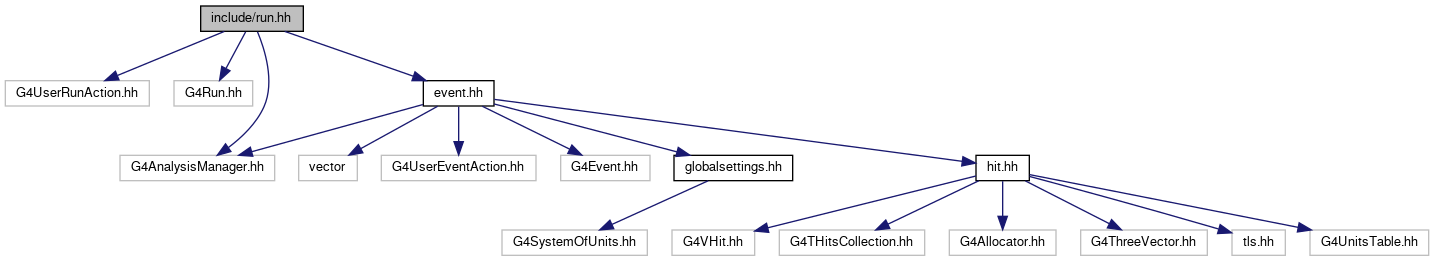 include/run.hh
G4UserRunAction.hh
G4Run.hh
event.hh
G4AnalysisManager.hh
vector
G4UserEventAction.hh
G4Event.hh
globalsettings.hh
hit.hh
G4SystemOfUnits.hh
G4VHit.hh
G4THitsCollection.hh
G4Allocator.hh
G4ThreeVector.hh
tls.hh
G4UnitsTable.hh